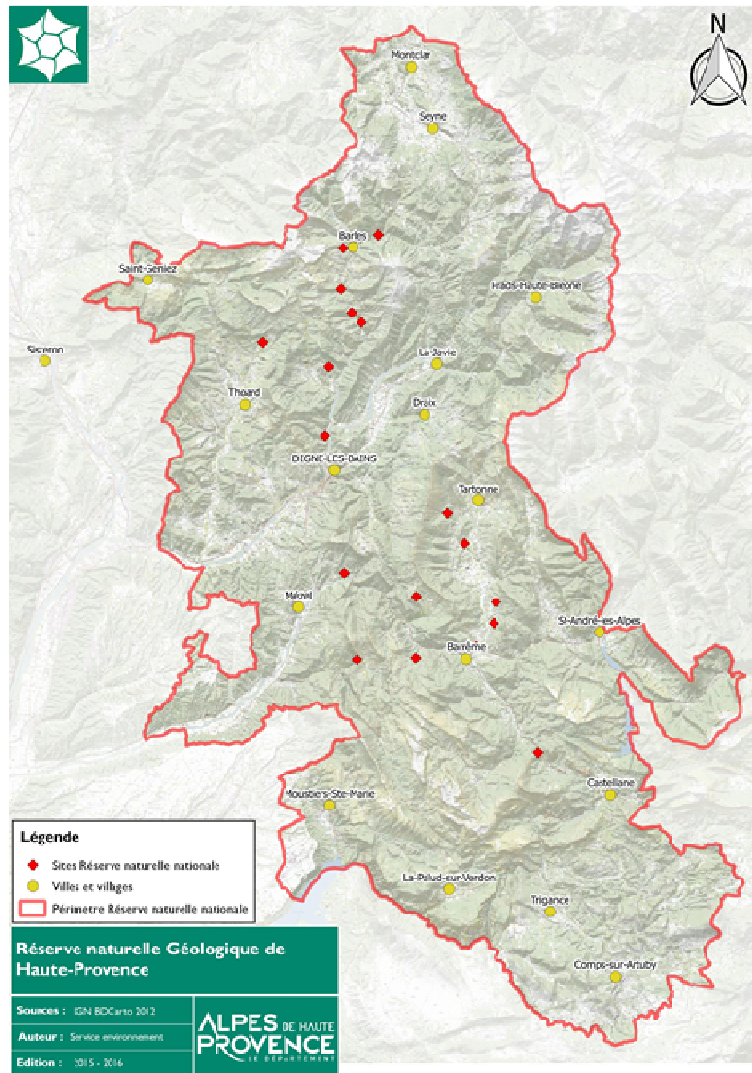 N
Montclar
Seyne
Barles
Saint-Geniez
Prads-Haute-Bléone
Sisteron
La-Javie
Thoard
Draix
DIGNE-LES-BAINS
Tartonne
Mézel
St-André-les-Alpes
Barrême
Castellane
Moustiers-Ste-Marie
La-Palud-sur-Verdon
Trigance
Comps-sur-Artuby
Légende
Sites Réserve naturelle nationale
Villes et villages
Périmetre Réserve naturelle nationale
Réserve naturelle Géologique de
Haute-Provence
Sources : IGN BDCarto 2012
Auteur : Service environnement
Edition : 2015 - 2016
ALPES DE HAUTE
PROVENCE
LE DÉPARTEMENT